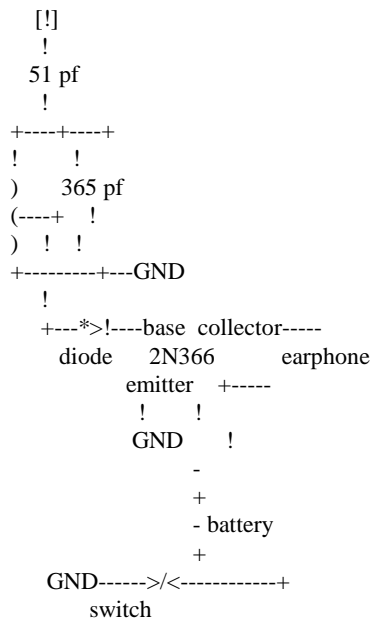 [!]
!
51 pf
!
+----+----+
! !
) 365 pf
(----+ !
) ! !
+---------+---GND
!
+---*>!----base collector-----
diode 2N366 earphone
emitter +-----
! !
GND !
-
+
- battery
+
GND------>/<------------+
switch